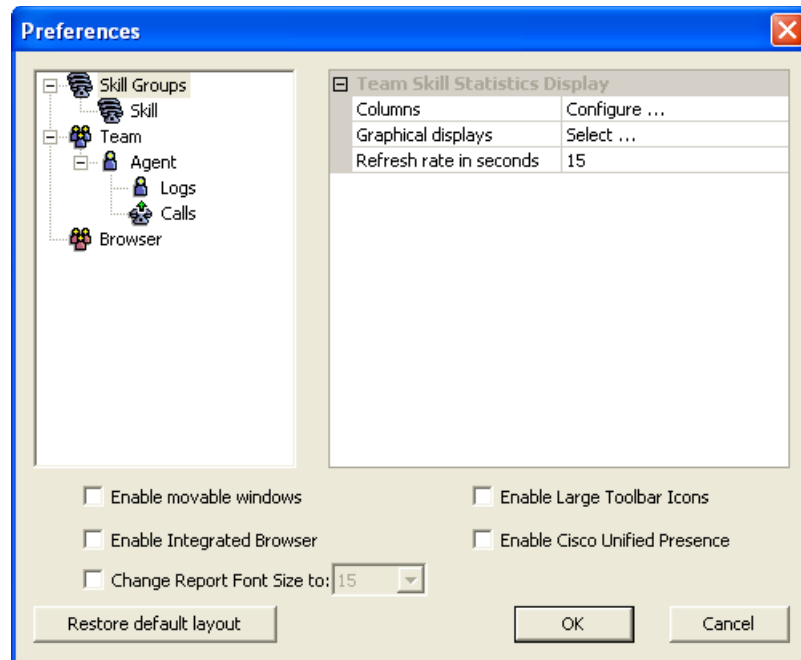 Preferences
Skill Groups
Skill
Team
Agent
Logs
Calls
Browser
Team Skill Statistics Display
Columns Configure ...
Graphical displays Select ...
Refresh rate in seconds 15
Enable movable windows
Enable Large Toolbar Icons
Enable Integrated Browser
Enable Cisco Unified Presence
Change Report Font Size to: 15
Restore default layout
OK
Cancel